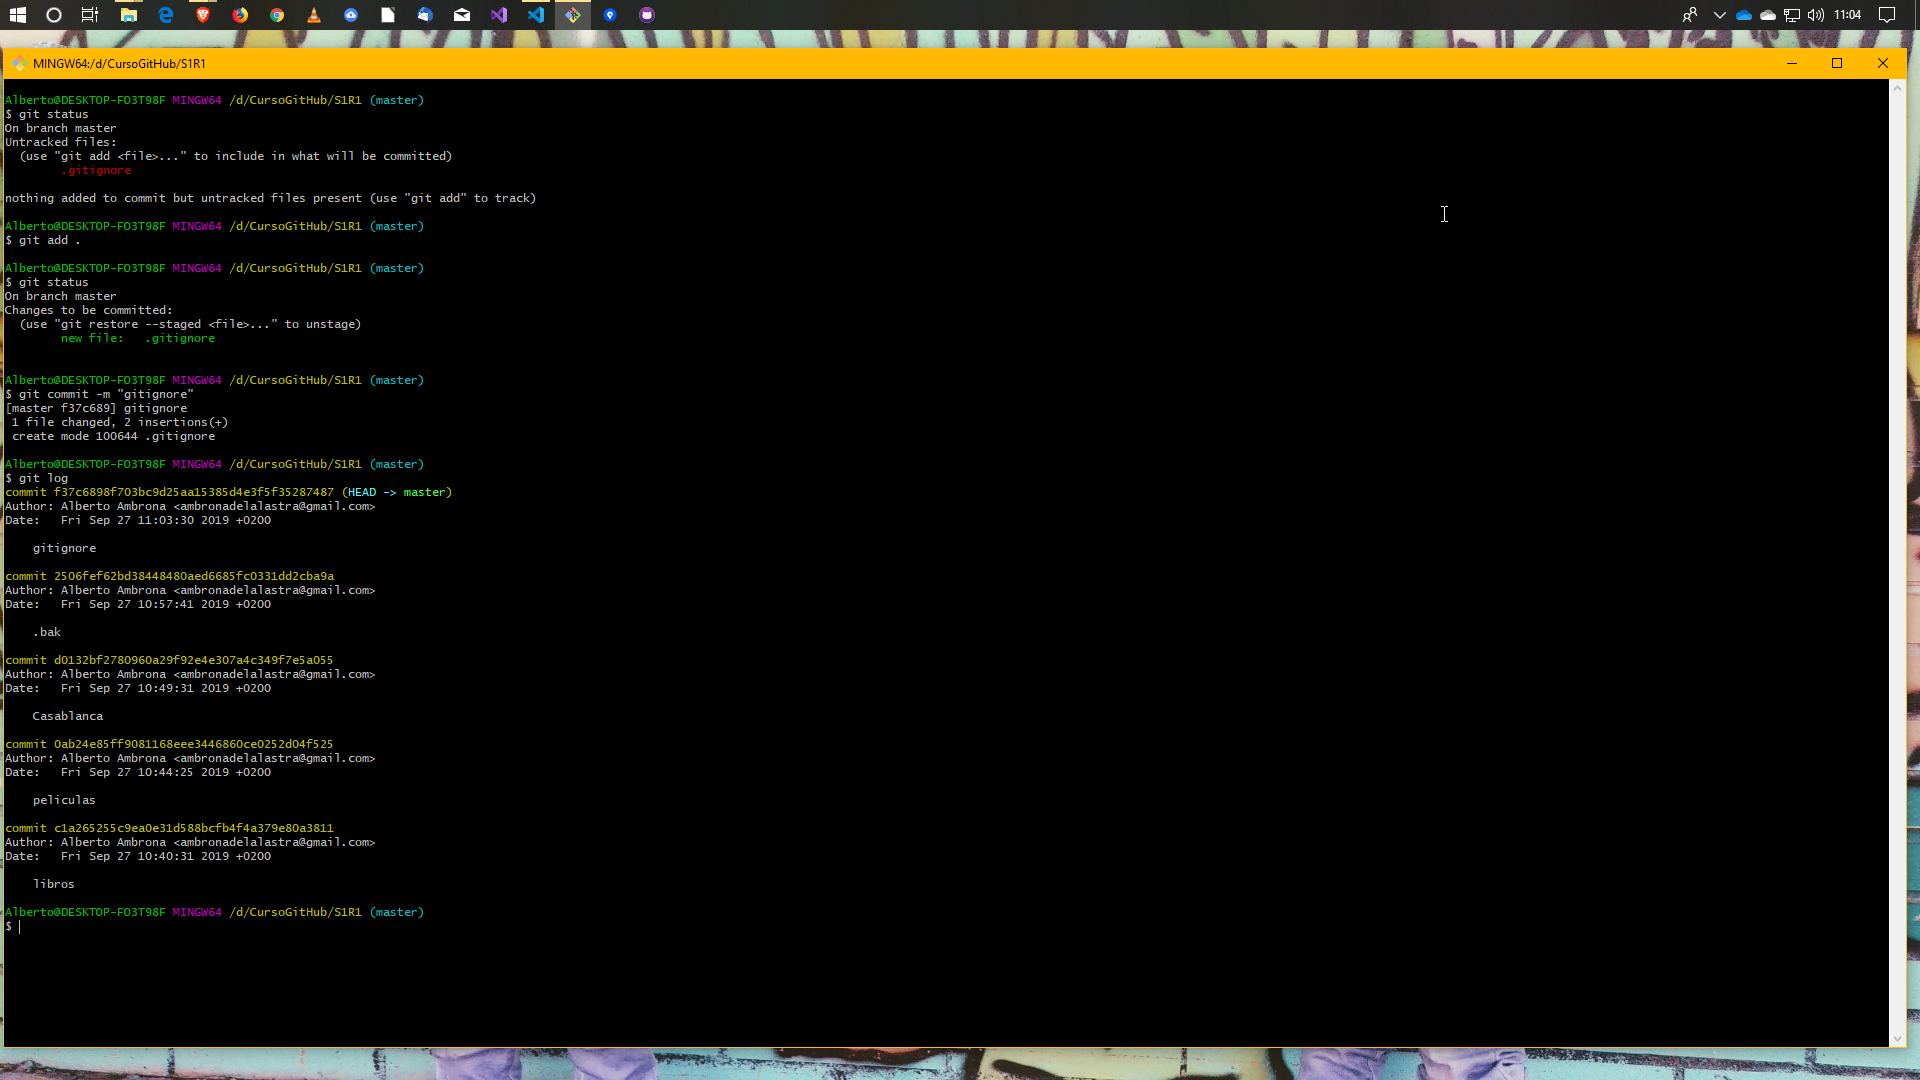 11:04
MINGW64:/d/CursoGitHub/S1R1
Alberto@DESKTOP-FO3T98F MINGW64 /d/CursoGitHub/S1R1 (master)
$ git status
On branch master
Untracked files:
  (use "git add <file>..." to include in what will be committed)
        .gitignore
nothing added to commit but untracked files present (use "git add" to track)
Alberto@DESKTOP-FO3T98F MINGW64 /d/CursoGitHub/S1R1 (master)
$ git add .
Alberto@DESKTOP-FO3T98F MINGW64 /d/CursoGitHub/S1R1 (master)
$ git status
On branch master
Changes to be committed:
  (use "git restore --staged <file>..." to unstage)
        new file:   .gitignore
Alberto@DESKTOP-FO3T98F MINGW64 /d/CursoGitHub/S1R1 (master)
$ git commit -m "gitignore"
[master f37c689] gitignore
 1 file changed, 2 insertions(+)
 create mode 100644 .gitignore
Alberto@DESKTOP-FO3T98F MINGW64 /d/CursoGitHub/S1R1 (master)
$ git log
commit f37c6898f703bc9d25aa15385d4e3f5f35287487 (HEAD -> master)
Author: Alberto Ambrona <ambronadelalastra@gmail.com>
Date:   Fri Sep 27 11:03:30 2019 +0200
    gitignore
commit 2506fef62bd38448480aed6685fc0331dd2cba9a
Author: Alberto Ambrona <ambronadelalastra@gmail.com>
Date:   Fri Sep 27 10:57:41 2019 +0200
    .bak
commit d0132bf2780960a29f92e4e307a4c349f7e5a055
Author: Alberto Ambrona <ambronadelalastra@gmail.com>
Date:   Fri Sep 27 10:49:31 2019 +0200
    Casablanca
commit 0ab24e85ff9081168eee3446860ce0252d04f525
Author: Alberto Ambrona <ambronadelalastra@gmail.com>
Date:   Fri Sep 27 10:44:25 2019 +0200
    peliculas
commit c1a265255c9ea0e31d588bcfb4f4a379e80a3811
Author: Alberto Ambrona <ambronadelalastra@gmail.com>
Date:   Fri Sep 27 10:40:31 2019 +0200
    libros
Alberto@DESKTOP-FO3T98F MINGW64 /d/CursoGitHub/S1R1 (master)
$